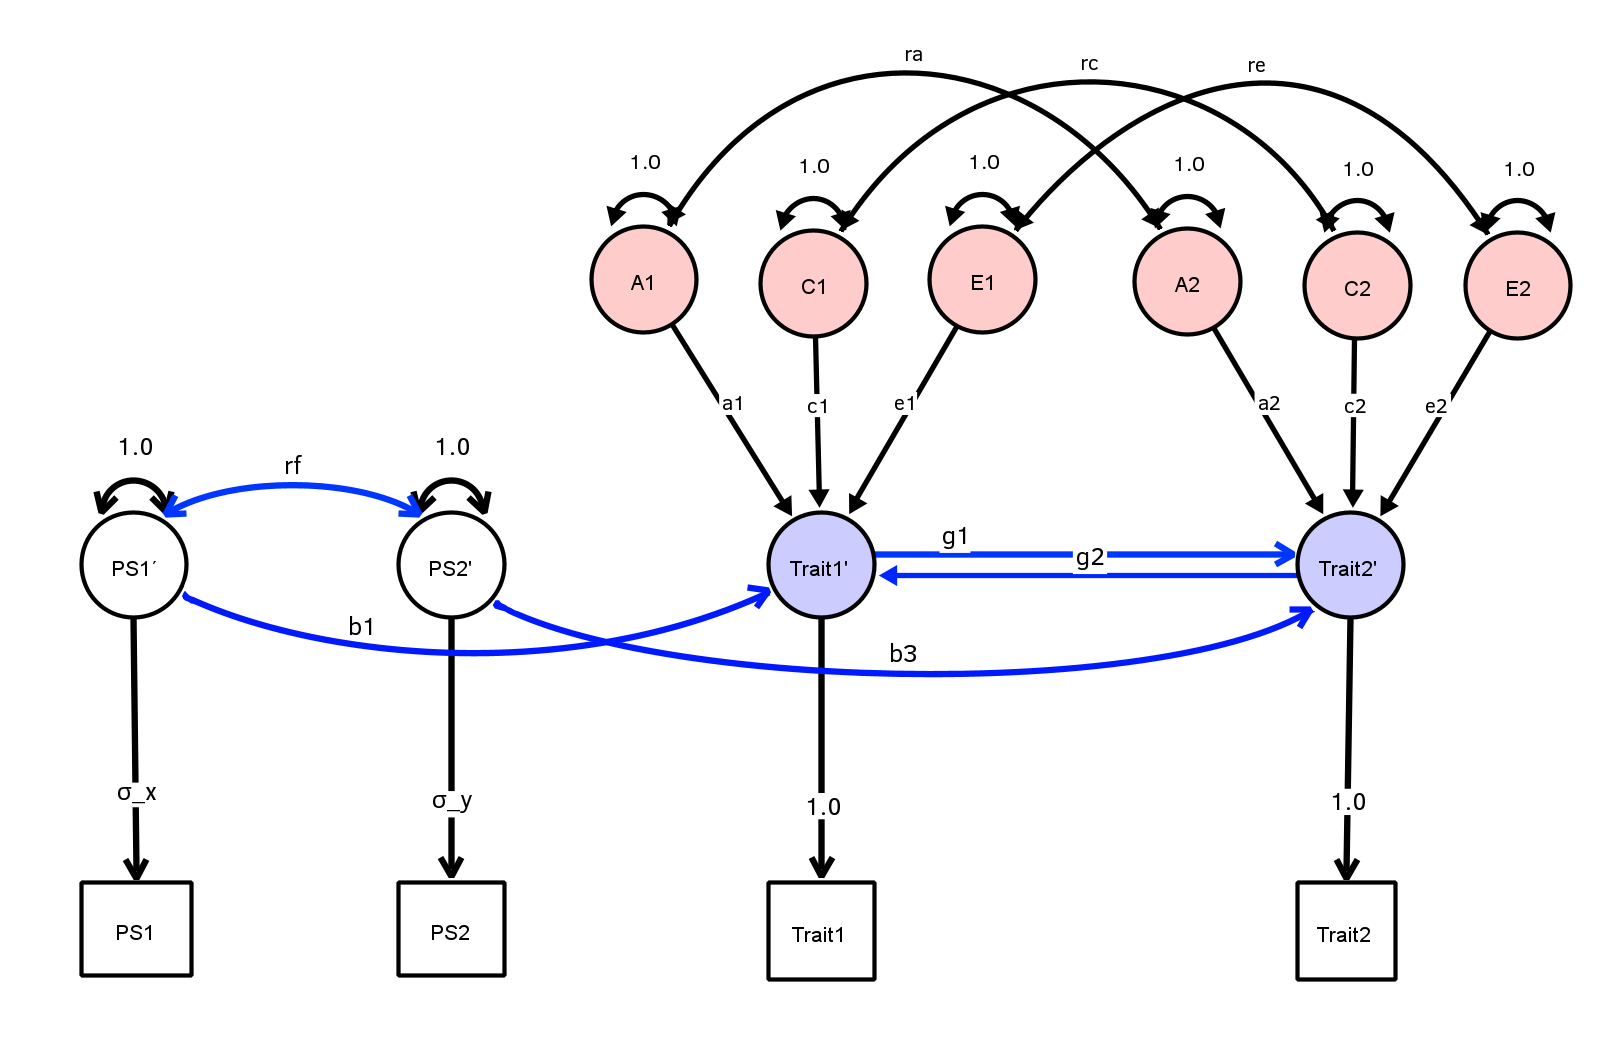 ra
rc
re
1.0
1.0
1.0
1.0
1.0
1.0
A1
C1
E1
A2
C2
E2
a1
c1
e1
a2
c2
e2
1.0
rf
1.0
PS1´
PS2'
Trait1'
g1
g2
Trait2'
b1
b3
σ_x
σ_y
1.0
1.0
PS1
PS2
Trait1
Trait2